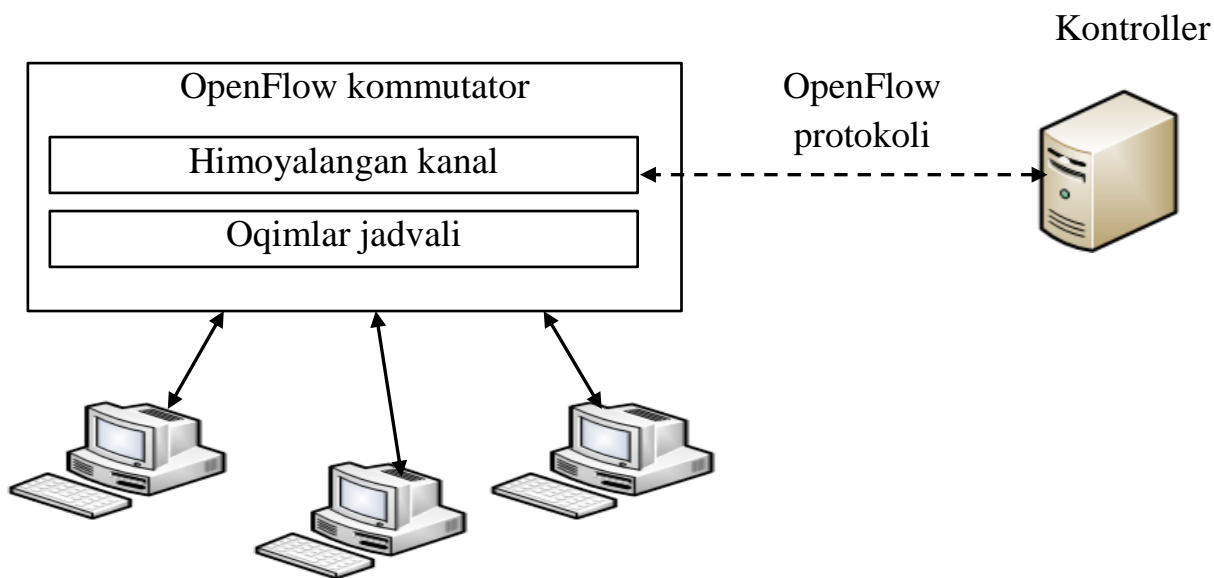 Kontroller
OpenFlow kommutator
OpenFlow
protokoli
Himoyalangan kanal
Oqimlar jadvali